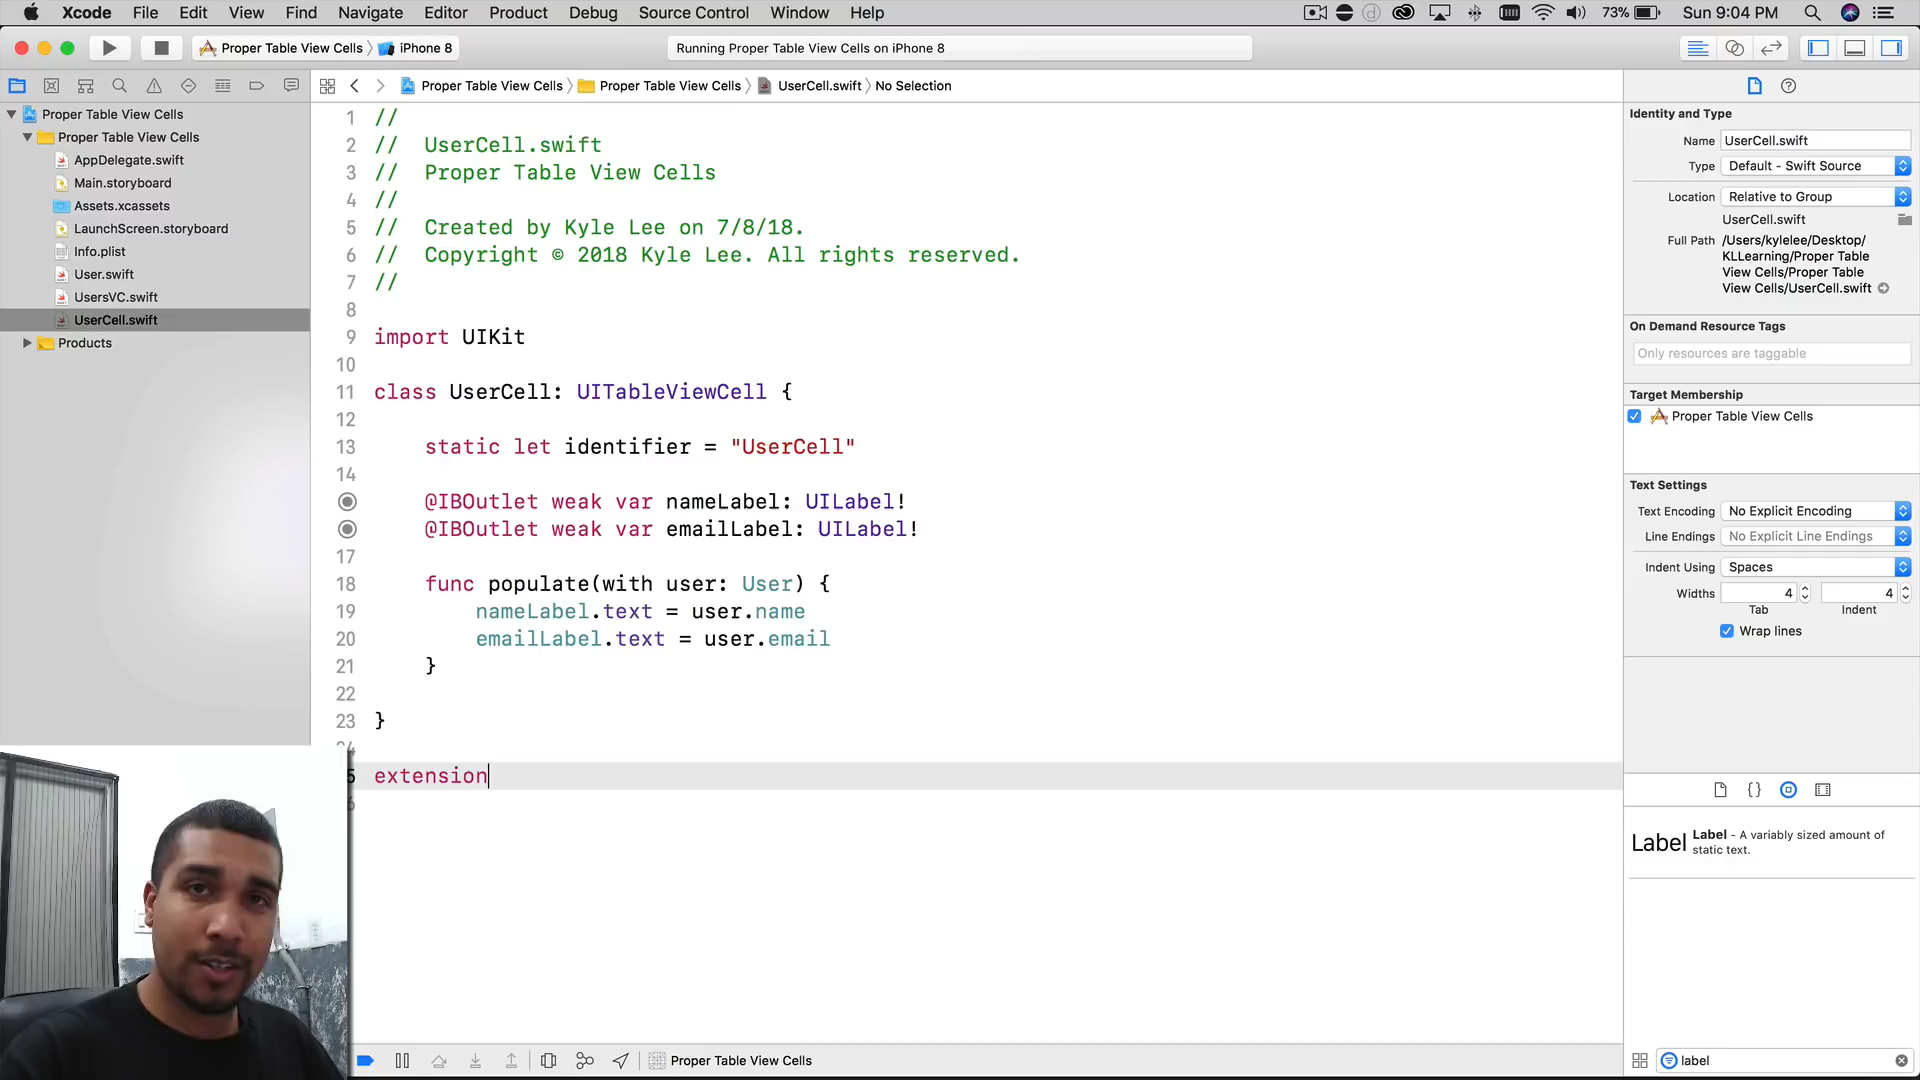 Xcode File Edit View Find Navigate Editor Product Debug Source Control Window Help 73% Sun 9:04 PM
Proper Table View Cells iPhone 8 Running Proper Table View Cells on iPhone 8
Proper Table View Cells Proper Table View Cells UserCell.swift No Selection
Proper Table View Cells
Proper Table View Cells
AppDelegate.swift
Main.storyboard
Assets.xcassets
LaunchScreen.storyboard
Info.plist
User.swift
UsersVC.swift
UserCell.swift
Products
1 //
2 // UserCell.swift
3 // Proper Table View Cells
4 //
5 // Created by Kyle Lee on 7/8/18.
6 // Copyright © 2018 Kyle Lee. All rights reserved.
7 //
8
9 import UIKit
10
11 class UserCell: UITableViewCell {
12
13 static let identifier = "UserCell"
14
@IBOutlet weak var nameLabel: UILabel!
@IBOutlet weak var emailLabel: UILabel!
17
18 func populate(with user: User) {
19 nameLabel.text = user.name
20 emailLabel.text = user.email
21 }
22
23 }
extension
Identity and Type
Name UserCell.swift
Type Default - Swift Source
Location Relative to Group
UserCell.swift
Full Path /Users/kylelee/Desktop/
KLLearning/Proper Table
View Cells/Proper Table
View Cells/UserCell.swift
On Demand Resource Tags
Only resources are taggable
Target Membership
Proper Table View Cells
Text Settings
Text Encoding No Explicit Encoding
Line Endings No Explicit Line Endings
Indent Using Spaces
Widths 4 4
Tab Indent
Wrap lines
{}
Label Label - A variably sized amount of
static text.
Proper Table View Cells
label